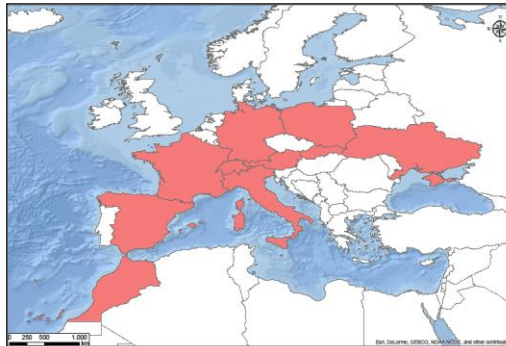 N
0 250 500 1.000
km
Esri, DeLorme, GEBCO, NOAA NGDC, and other contributors